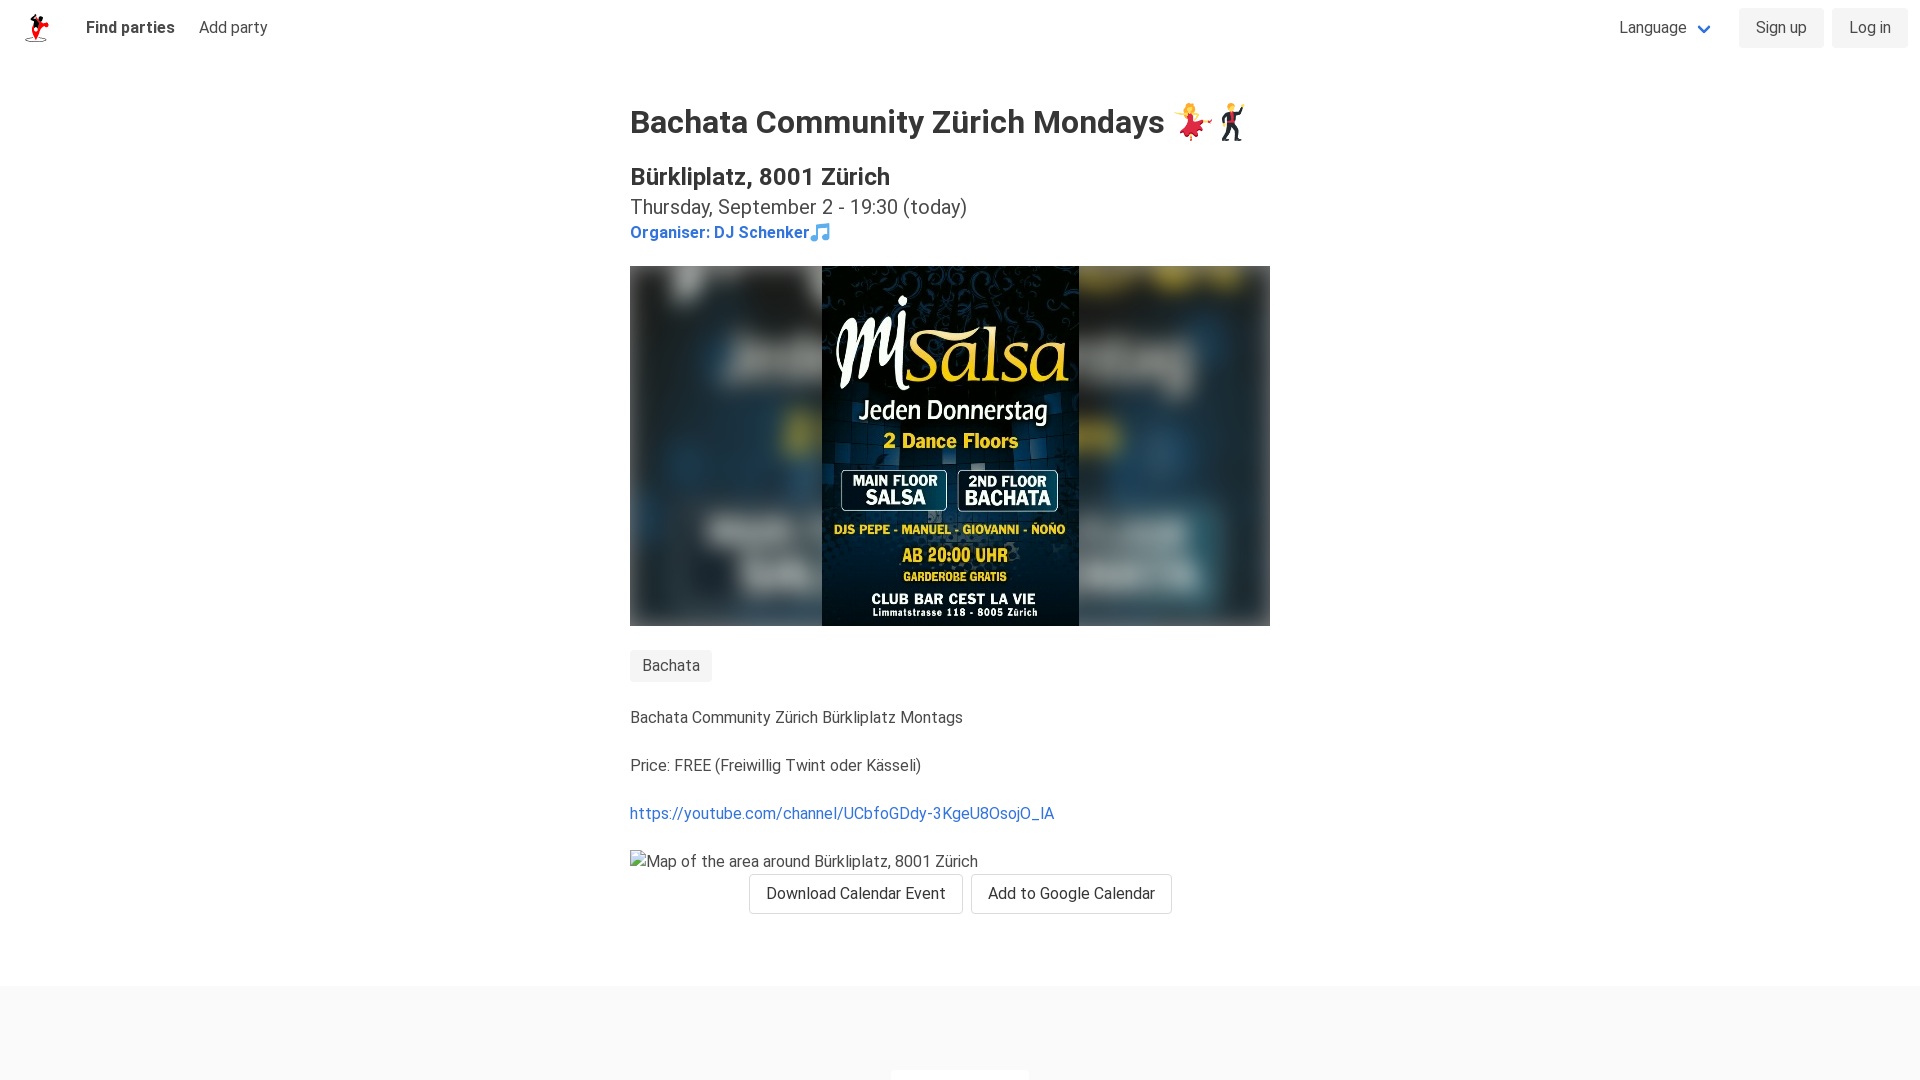 Find parties
Add party
Language
Sign up
Log in
Bachata Community Zürich Mondays 💃🕺
Bürkliplatz, 8001 Zürich
Thursday, September 2 - 19:30 (today)
Organiser: DJ Schenker🎵
mi Salsa
Jeden Donnerstag
2 Dance Floors
MAIN FLOOR
SALSA
2ND FLOOR
BACHATA
DJS PEPE - MANUEL - GIOVANNI - ÑOÑO
AB 20:00 UHR
GARDEROBE GRATIS
CLUB BAR CEST LA VIE
Limmatstrasse 118 - 8005 Zürich
Bachata
Bachata Community Zürich Bürkliplatz Montags
Price: FREE (Freiwillig Twint oder Kässeli)
https://youtube.com/channel/UCbfoGDdy-3KgeU8OsojO_lA
Map of the area around Bürkliplatz, 8001 Zürich
Download Calendar Event
Add to Google Calendar